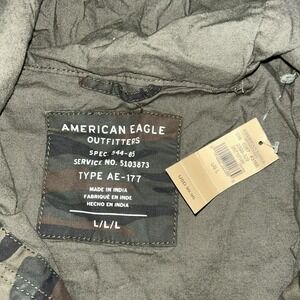 AMERICAN EAGLE
OUTFITTERS
SPEC. 544-85
SERVICE NO. 5103873
TYPE AE-177
MADE IN INDIA
FABRIQUÉ EN INDE
HECHO EN INDIA
L/L/L